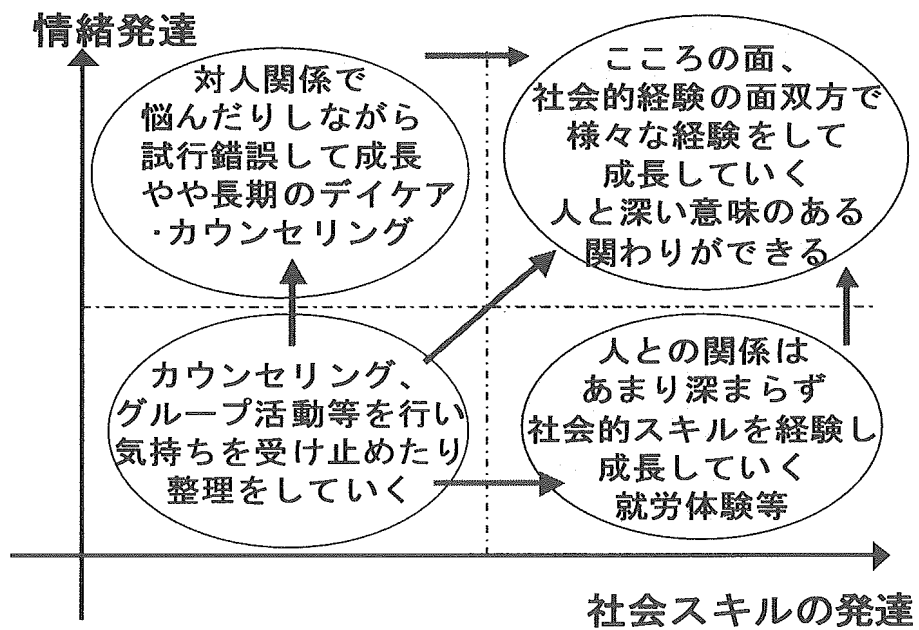 情緒発達
対人関係で
悩んだりしながら
試行錯誤して成長
やや長期のデイケア
・カウンセリング
こころの面、
社会的経験の面双方で
様々な経験をして
成長していく
人と深い意味のある
関わりができる
カウンセリング、
グループ活動等を行い
気持ちを受け止めたり
整理をしていく
人との関係は
あまり深まらず
社会的スキルを経験し
成長していく
就労体験等
社会スキルの発達